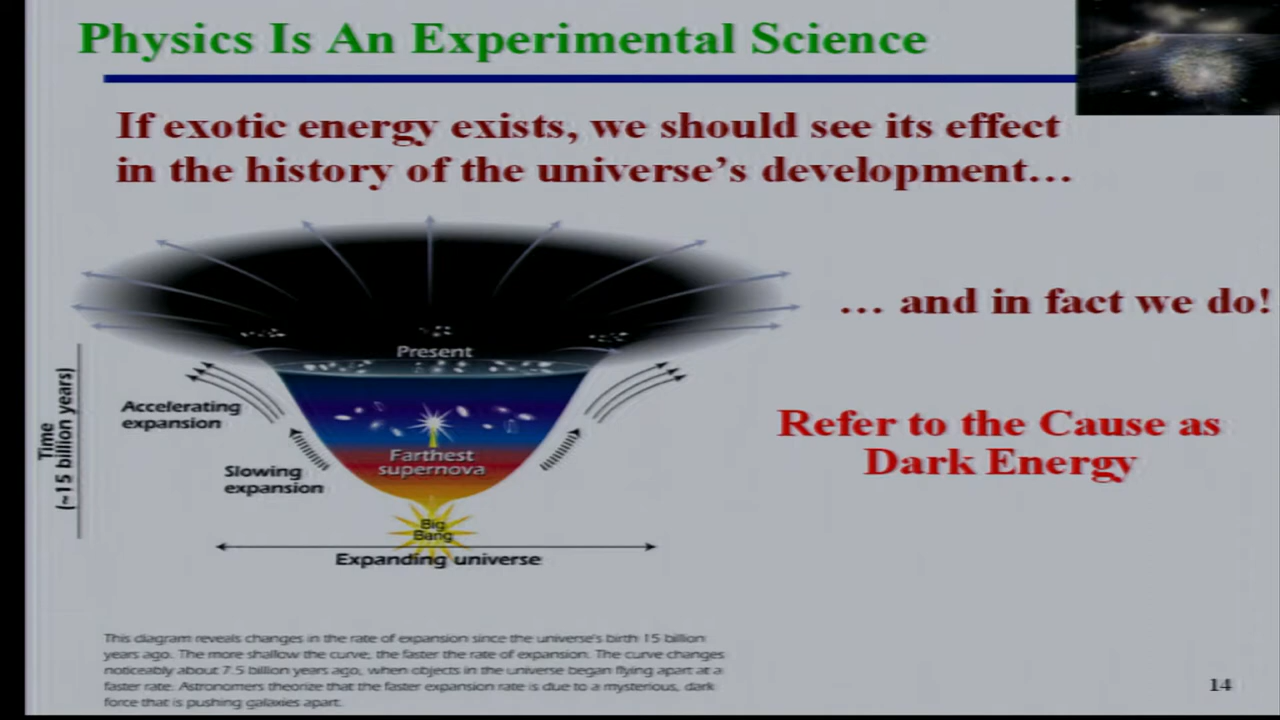 Physics Is An Experimental Science
If exotic energy exists, we should see its effect
in the history of the universe's development…
… and in fact we do!
Refer to the Cause as
Dark Energy
Present
Accelerating
expansion
Farthest
supernova
Slowing
expansion
Big
Bang
Expanding universe
Time
(~15 billion years)
This diagram reveals changes in the rate of expansion since the universe's birth 15 billion
years ago. The more shallow the curve, the faster the rate of expansion. The curve changes
noticeably about 7.5 billion years ago, when objects in the universe began flying apart at a
faster rate. Astronomers theorize that the faster expansion rate is due to a mysterious, dark
force that is pushing galaxies apart.
14